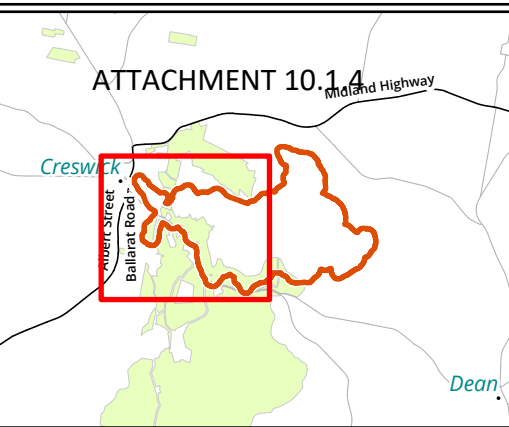 ATTACHMENT 10.1.4
Midland Highway
Creswick
Albert Street
Ballarat Road
Dean